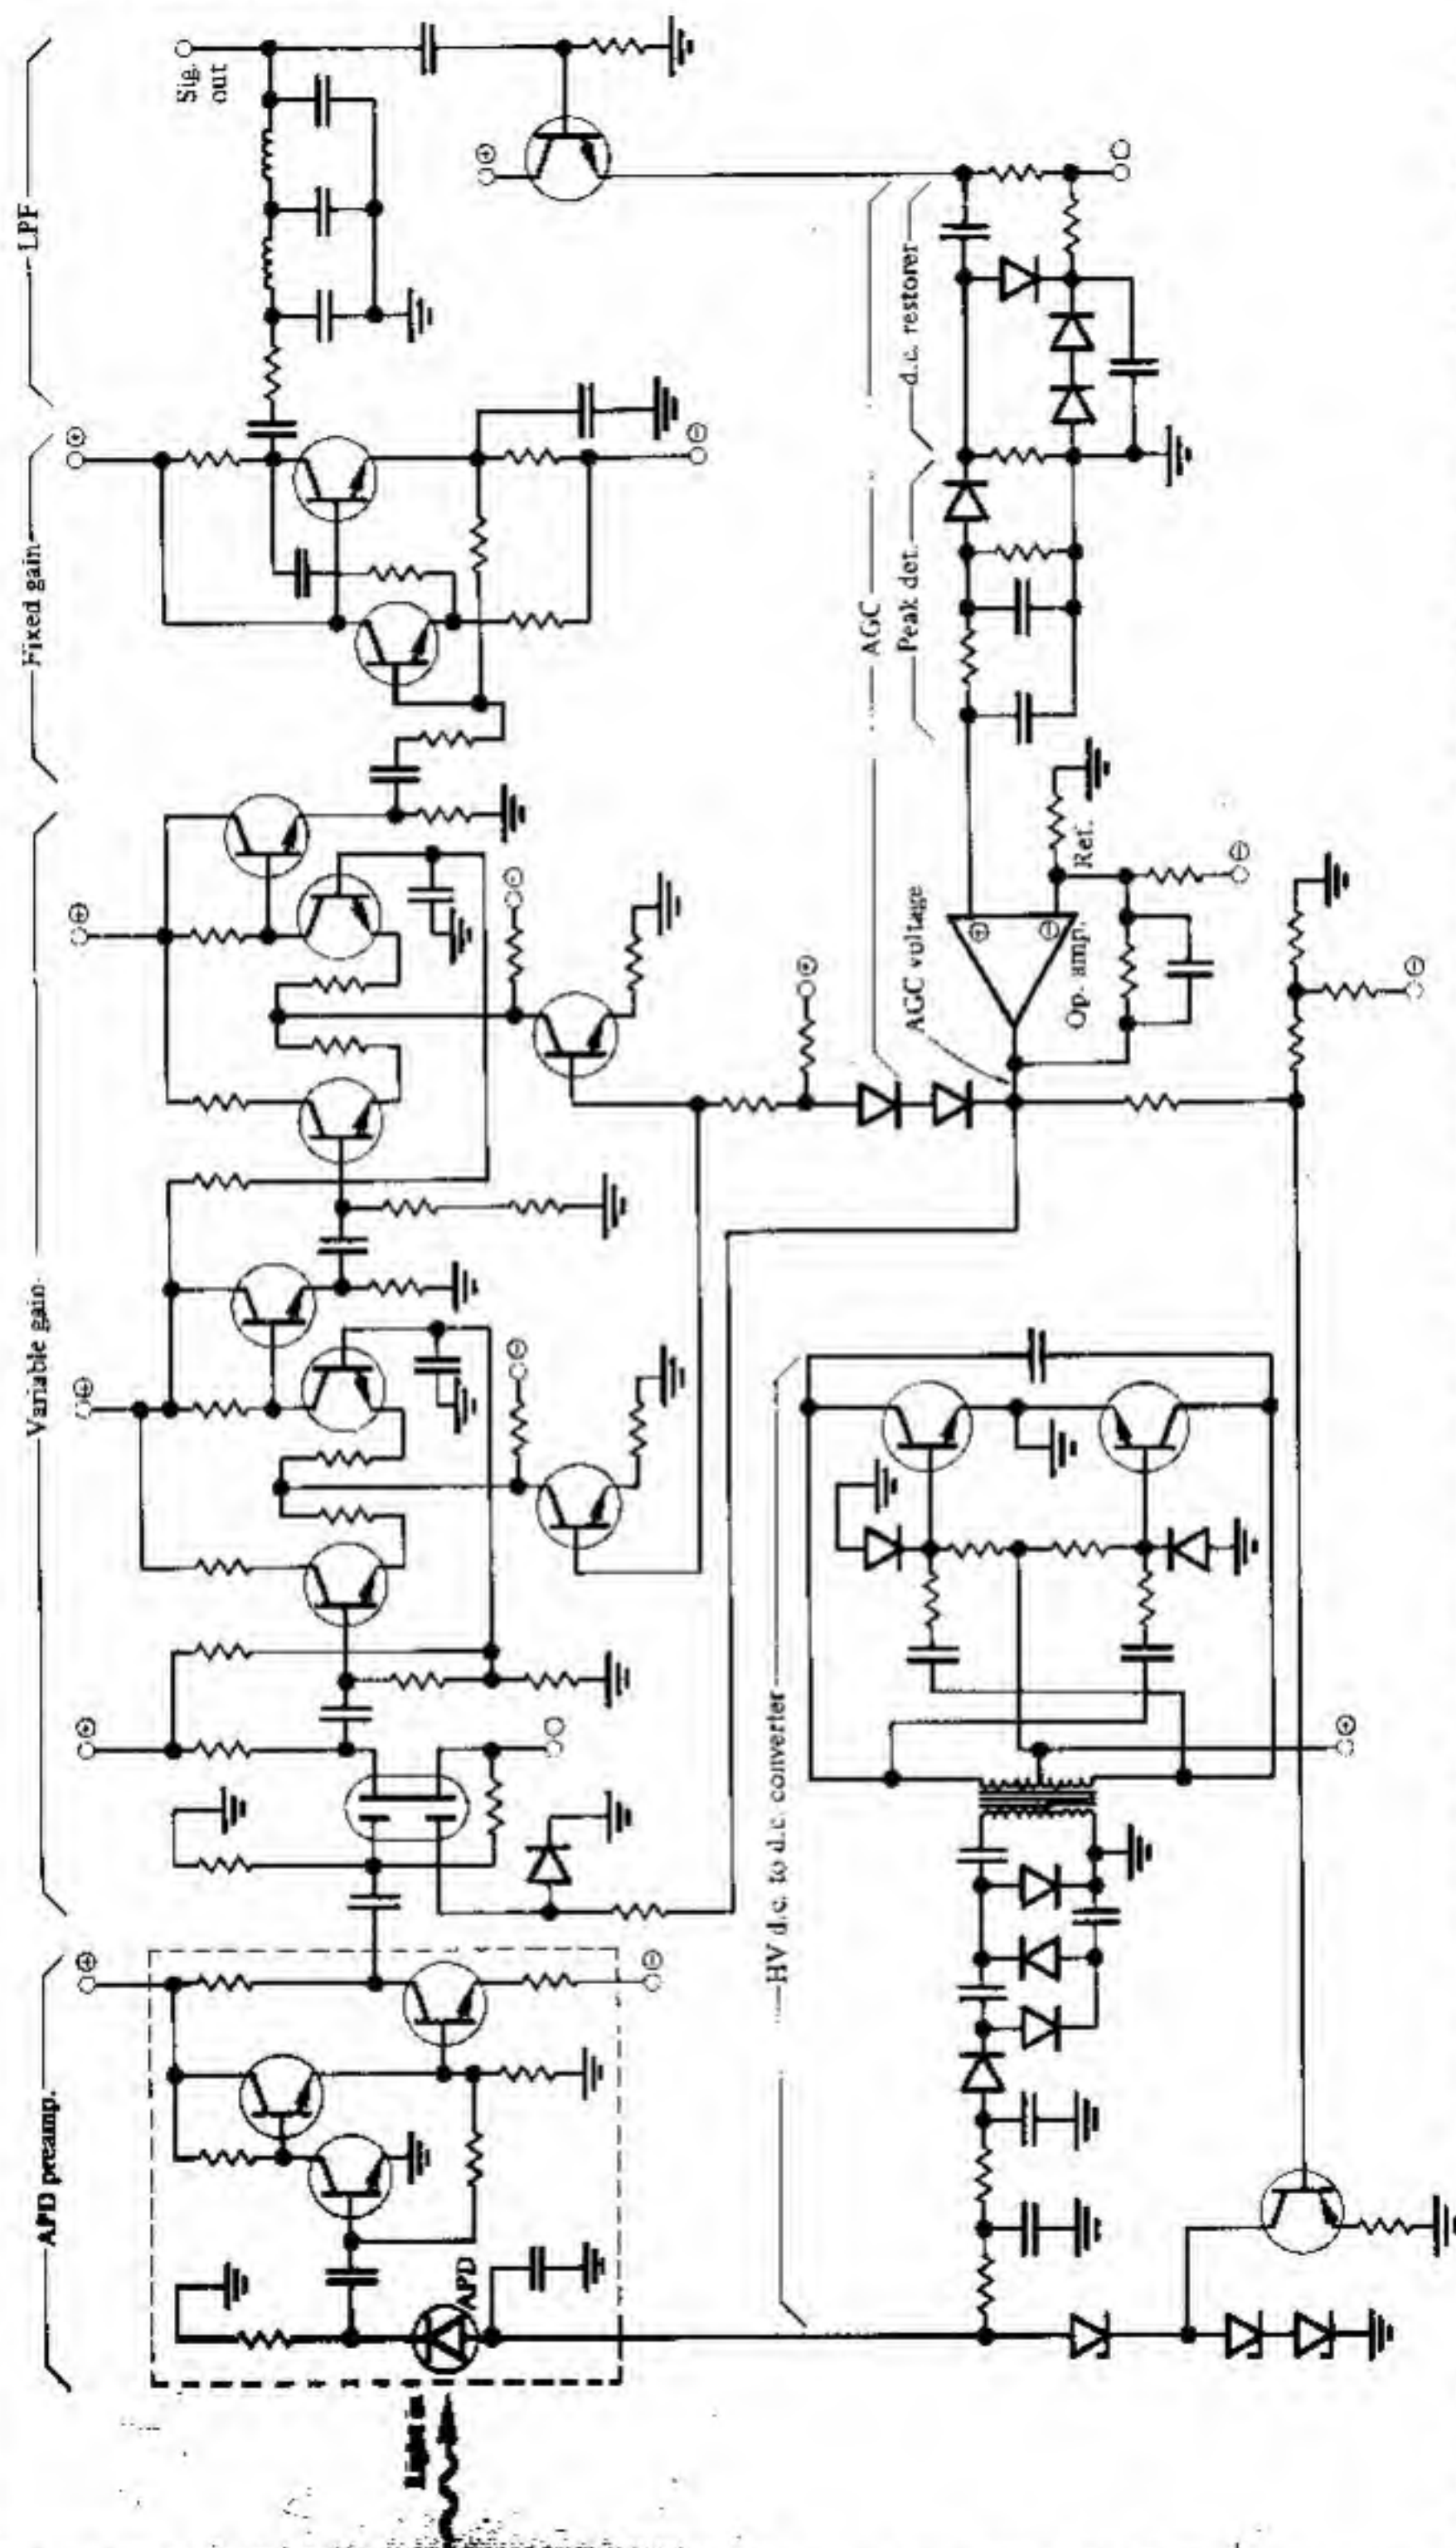 APD preamp.
Variable gain
Fixed gain
LPF
Sig.
out
Light in
APD
AGC
Peak det.
d.c. restorer
AGC voltage
Op. amp.
Ref.
HV d.c. to d.c. converter